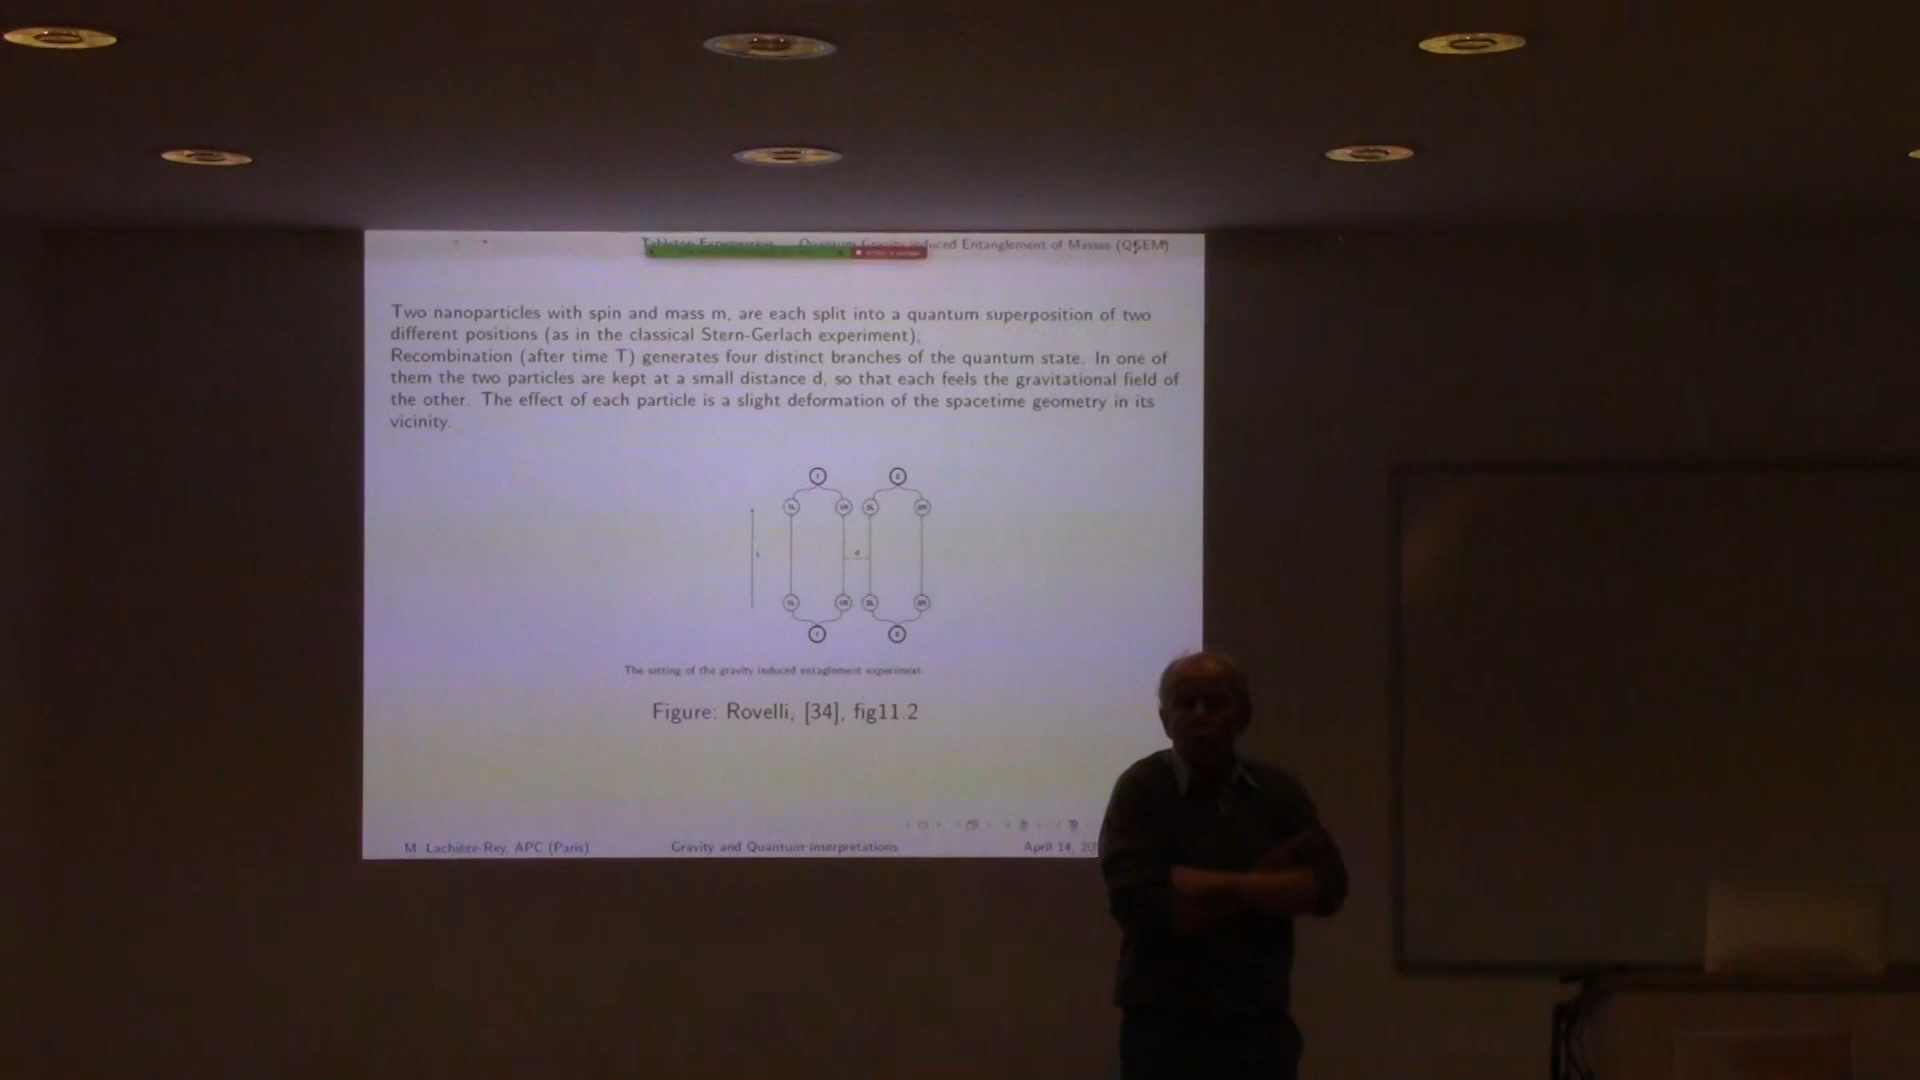 Tabletop Experiences Quantum Gravity induced Entanglement of Masses (QGEM)
Two nanoparticles with spin and mass m, are each split into a quantum superposition of two
different positions (as in the classical Stern-Gerlach experiment).
Recombination (after time T) generates four distinct branches of the quantum state. In one of
them the two particles are kept at a small distance d, so that each feels the gravitational field of
the other. The effect of each particle is a slight deformation of the spacetime geometry in its
vicinity.
d
The setting of the gravity induced entaglement experiment.
Figure: Rovelli, [34], fig11.2
M. Lachieze-Rey, APC (Paris) Gravity and Quantum interpretations April 14,